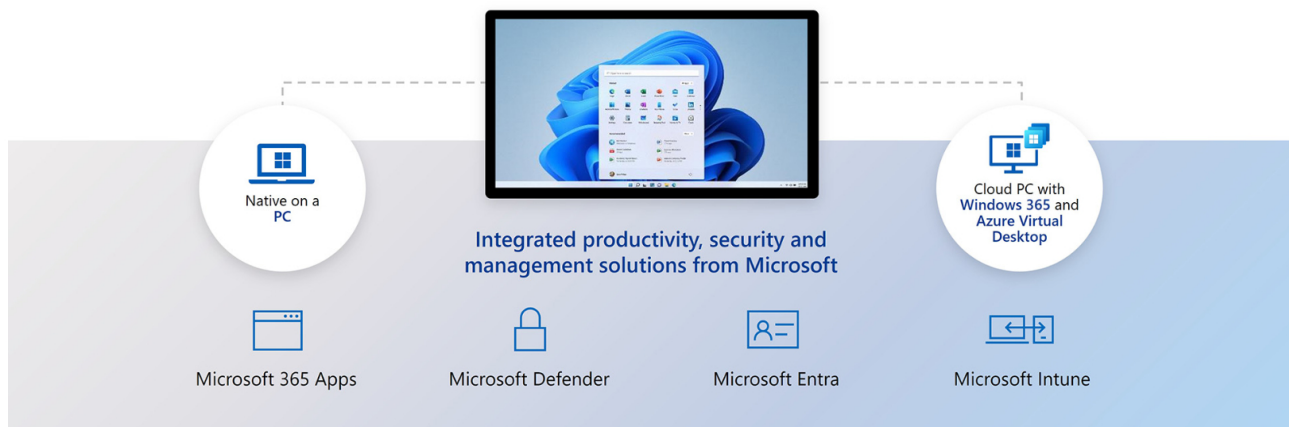 Native on a
PC
Integrated productivity, security and
management solutions from Microsoft
Cloud PC with
Windows 365 and
Azure Virtual
Desktop
Microsoft 365 Apps
Microsoft Defender
Microsoft Entra
Microsoft Intune